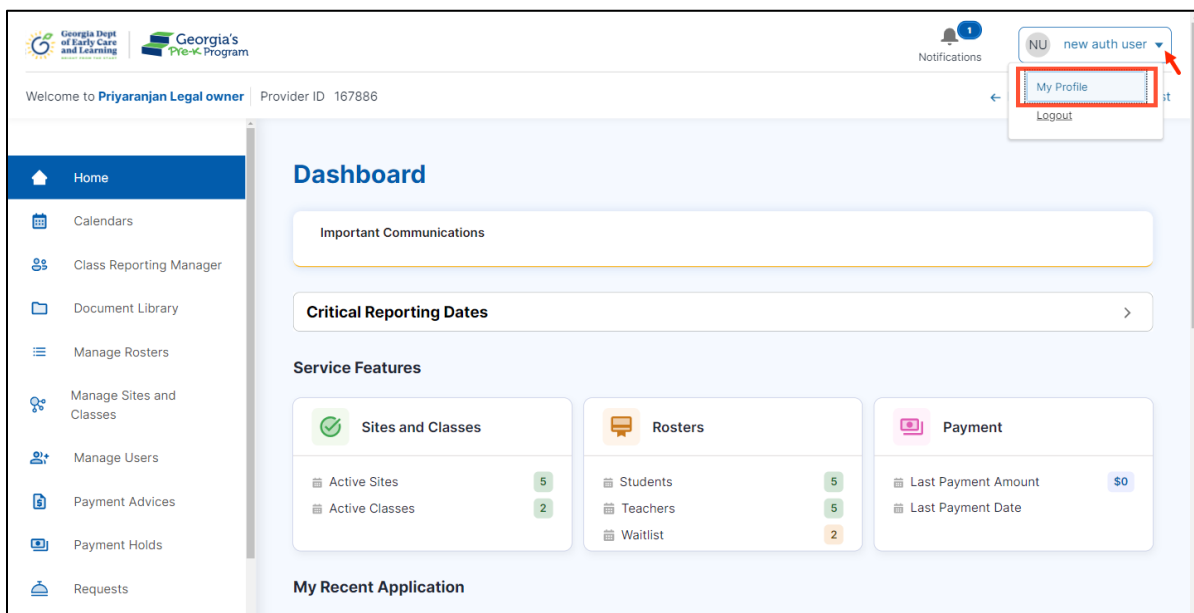 Georgia Dept
of Early Care
and Learning
BRIGHT FROM THE START
Georgia's
Pre-K Program
1
Notifications
NU new auth user
My Profile
Logout
Welcome to Priyaranjan Legal owner Provider ID 167886
Home
Calendars
Class Reporting Manager
Document Library
Manage Rosters
Manage Sites and
Classes
Manage Users
Payment Advices
Payment Holds
Requests
Dashboard
Important Communications
Critical Reporting Dates
Service Features
Sites and Classes
Active Sites 5
Active Classes 2
Rosters
Students 5
Teachers 5
Waitlist 2
Payment
Last Payment Amount $0
Last Payment Date
My Recent Application